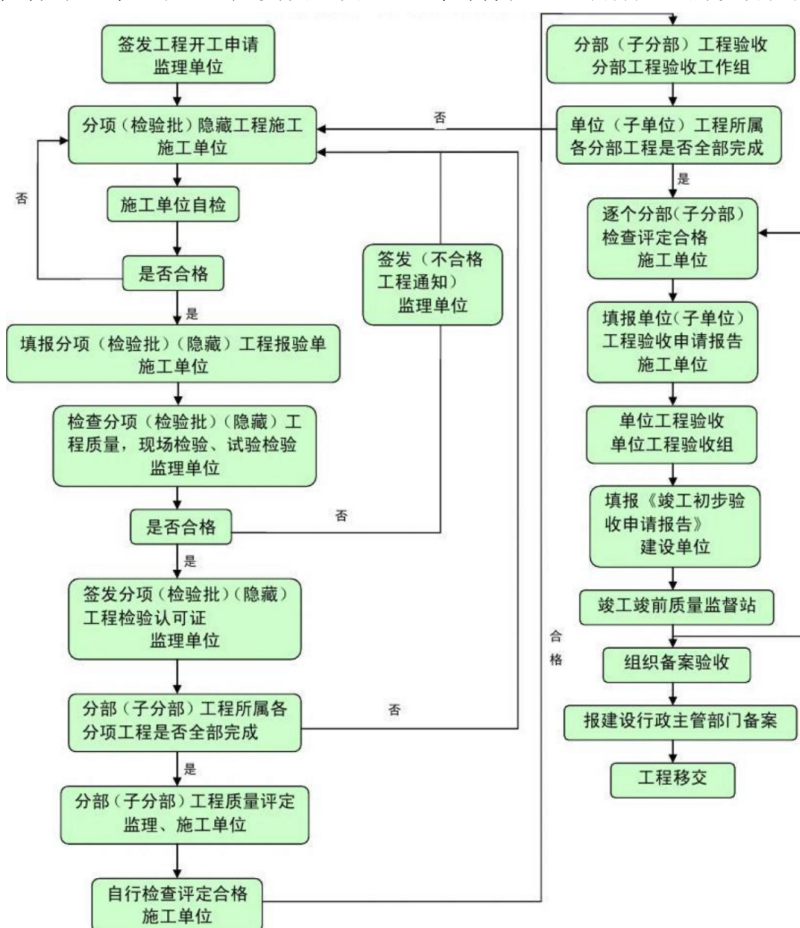 签发工程开工申请
监理单位
分项（检验批）隐藏工程施工
施工单位
否
施工单位自检
是否合格
是
填报分项（检验批）（隐藏）工程报验单
施工单位
检查分项（检验批）（隐藏）工
程质量，现场检验、试验检验
监理单位
是否合格
否
签发（不合格
工程通知）
监理单位
是
签发分项（检验批）（隐藏）
工程检验认可证
监理单位
分部（子分部）工程所属各
分项工程是否全部完成
否
是
分部（子分部）工程质量评定
监理、施工单位
自行检查评定合格
施工单位
合
格
分部（子分部）工程验收
分部工程验收工作组
单位（子单位）工程所属
各分部工程是否全部完成
否
是
逐个分部（子分部）
检查评定合格
施工单位
填报单位（子单位）
工程验收申请报告
施工单位
单位工程验收
单位工程验收组
填报《竣工初步验
收申请报告》
建设单位
竣工竣前质量监督站
组织备案验收
报建设行政主管部门备案
工程移交